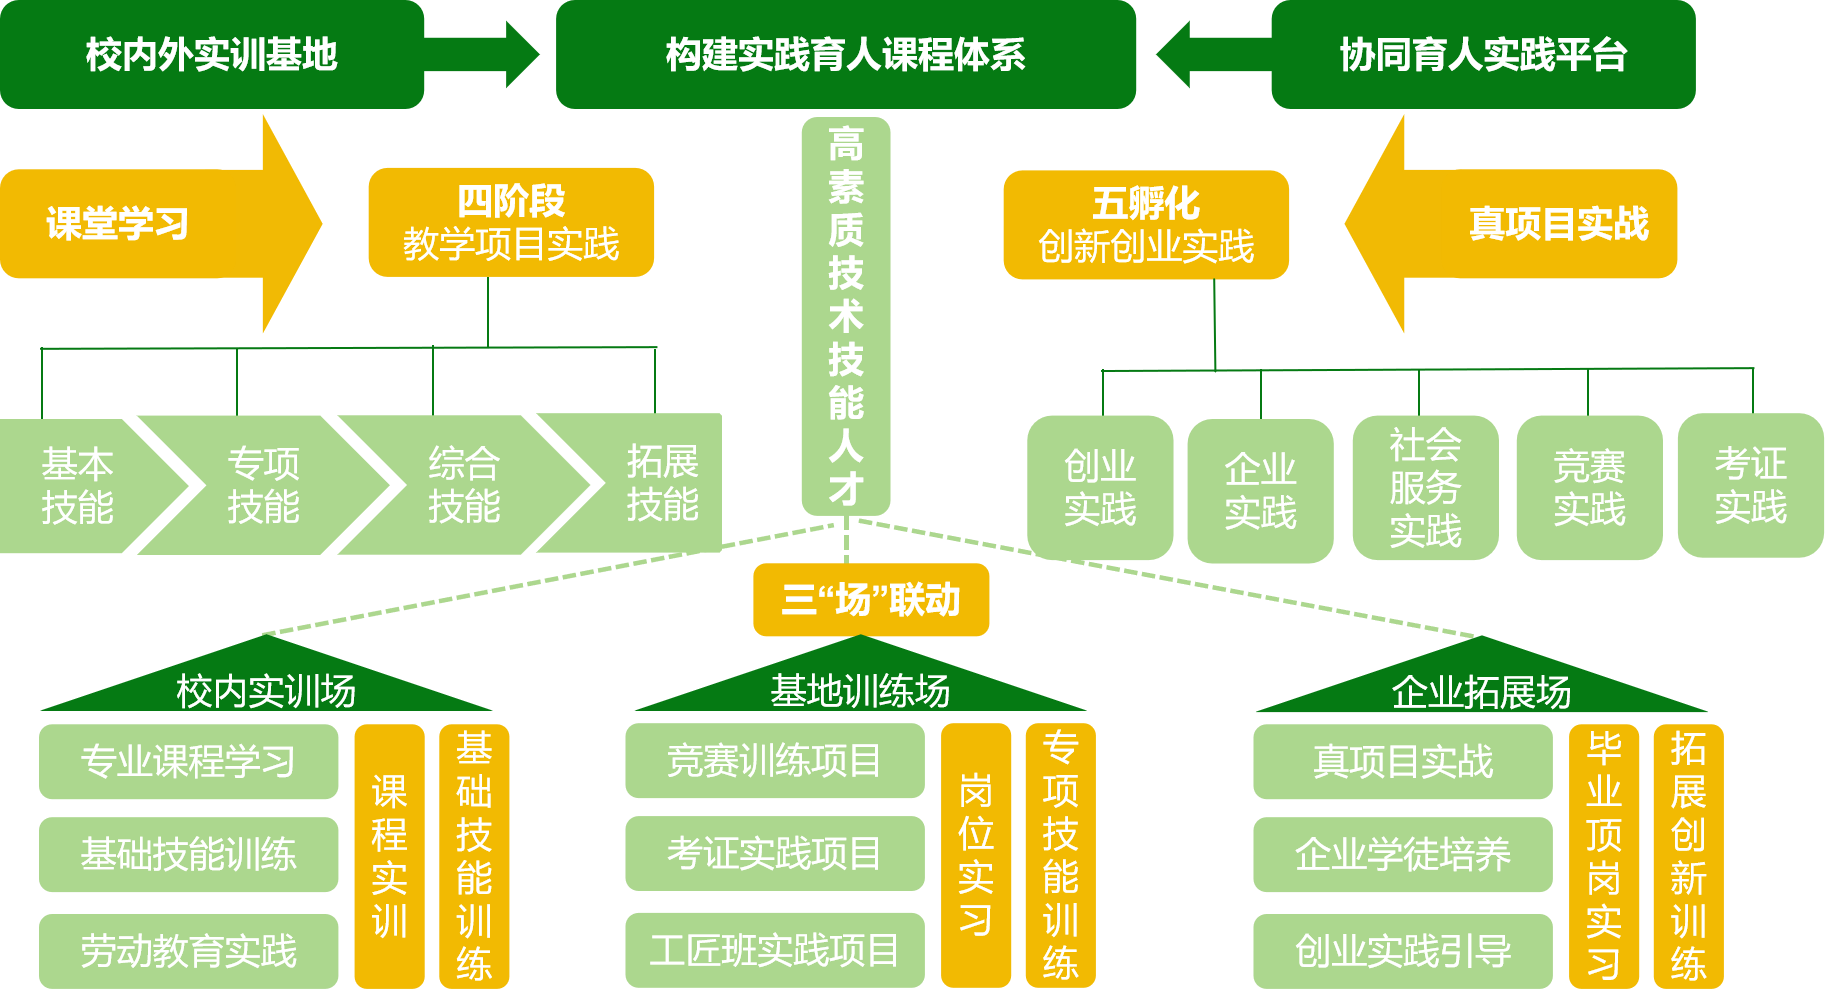 校内外实训基地
构建实践育人课程体系
协同育人实践平台
课堂学习
四阶段
教学项目实践
高素质技术技能人才
五孵化
创新创业实践
真项目实战
基本
技能
专项
技能
综合
技能
拓展
技能
创业
实践
企业
实践
社会
服务
实践
竞赛
实践
考证
实践
三“场”联动
校内实训场
专业课程学习
基础技能训练
劳动教育实践
课程实训
基础技能训练
基地训练场
竞赛训练项目
考证实践项目
工匠班实践项目
岗位实习
专项技能训练
企业拓展场
真项目实战
企业学徒培养
创业实践引导
毕业顶岗实习
拓展创新训练